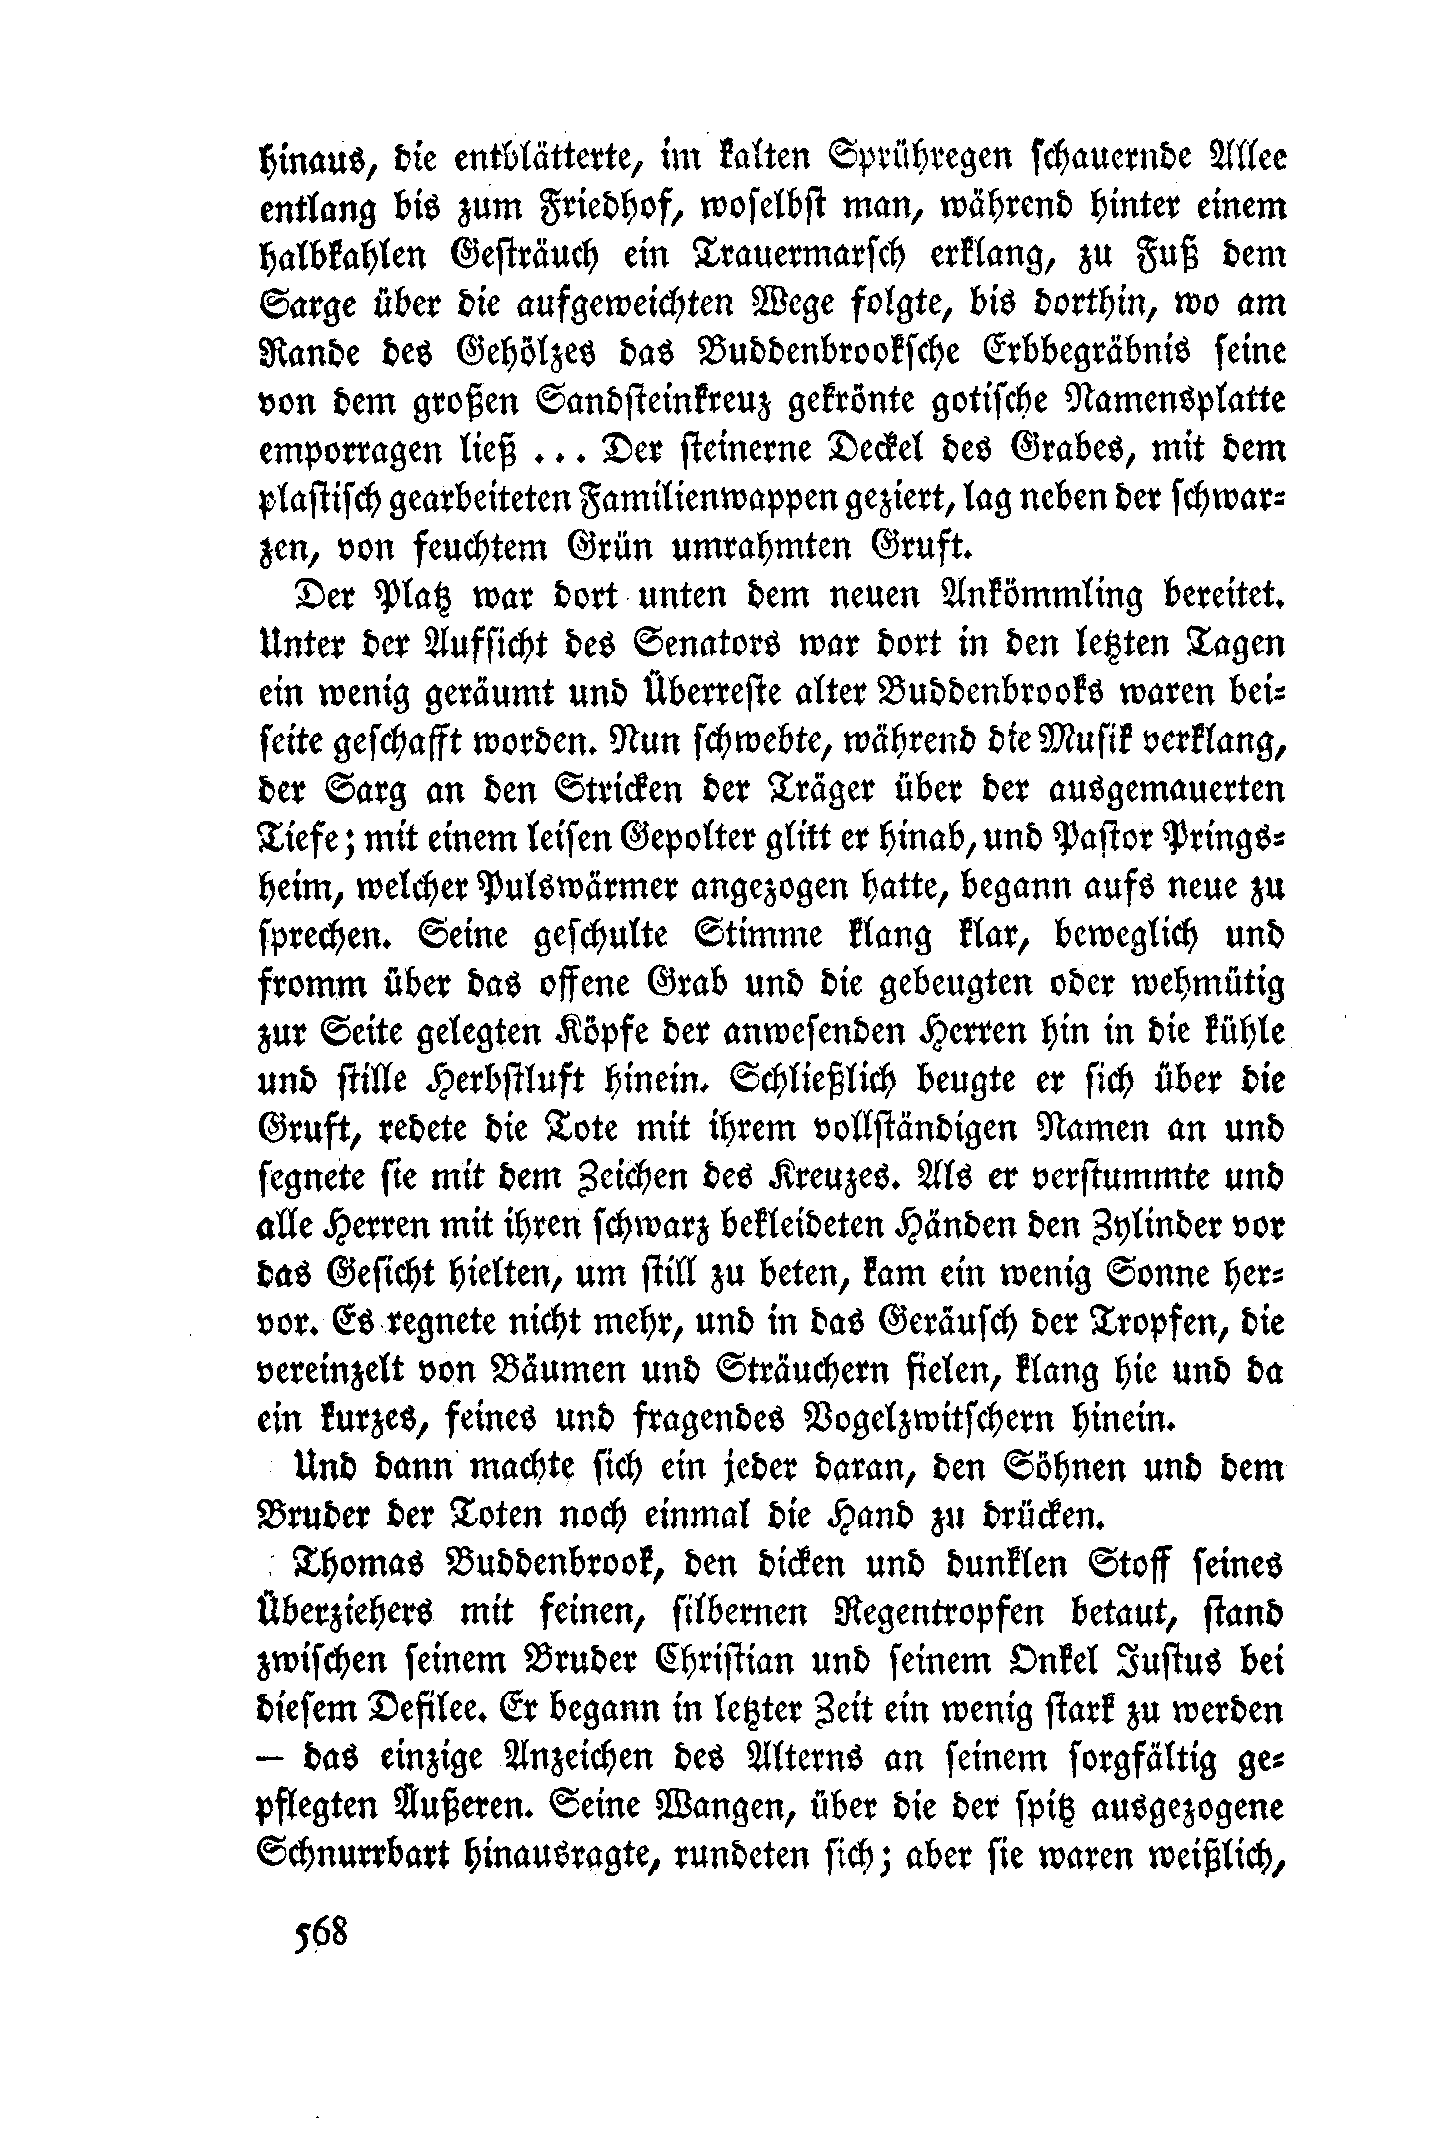 hinaus, die entblätterte, im kalten Sprühregen schauernde Allee
entlang bis zum Friedhof, woselbst man, während hinter einem
halbkahlen Gesträuch ein Trauermarsch erklang, zu Fuß dem
Sarge über die aufgeweichten Wege folgte, bis dorthin, wo am
Rande des Gehölzes das Buddenbrooksche Erbbegräbnis seine
von dem großen Sandsteinkreuz gekrönte gotische Namensplatte
emporragen ließ ... Der steinerne Deckel des Grabes, mit dem
plastisch gearbeiteten Familienwappen geziert, lag neben der schwar-
zen, von feuchtem Grün umrahmten Gruft.
Der Platz war dort unten dem neuen Ankömmling bereitet.
Unter der Aufsicht des Senators war dort in den letzten Tagen
ein wenig geräumt und Überreste alter Buddenbrooks waren bei-
seite geschafft worden. Nun schwebte, während die Musik verklang,
der Sarg an den Stricken der Träger über der ausgemauerten
Tiefe; mit einem leisen Gepolter glitt er hinab, und Pastor Prings-
heim, welcher Pulswärmer angezogen hatte, begann aufs neue zu
sprechen. Seine geschulte Stimme klang klar, beweglich und
fromm über das offene Grab und die gebeugten oder wehmütig
zur Seite gelegten Köpfe der anwesenden Herren hin in die kühle
und stille Herbstluft hinein. Schließlich beugte er sich über die
Gruft, redete die Tote mit ihrem vollständigen Namen an und
segnete sie mit dem Zeichen des Kreuzes. Als er verstummte und
alle Herren mit ihren schwarz bekleideten Händen den Zylinder vor
das Gesicht hielten, um still zu beten, kam ein wenig Sonne her-
vor. Es regnete nicht mehr, und in das Geräusch der Tropfen, die
vereinzelt von Bäumen und Sträuchern fielen, klang hie und da
ein kurzes, feines und fragendes Vogelzwitschern hinein.
Und dann machte sich ein jeder daran, den Söhnen und dem
Bruder der Toten noch einmal die Hand zu drücken.
Thomas Buddenbrook, den dicken und dunklen Stoff seines
Überziehers mit feinen, silbernen Regentropfen betaut, stand
zwischen seinem Bruder Christian und seinem Onkel Justus bei
diesem Defilee. Er begann in letzter Zeit ein wenig stark zu werden
— das einzige Anzeichen des Alterns an seinem sorgfältig ge-
pflegten Äußeren. Seine Wangen, über die der spitz ausgezogene
Schnurrbart hinausragte, rundeten sich; aber sie waren weißlich,
568